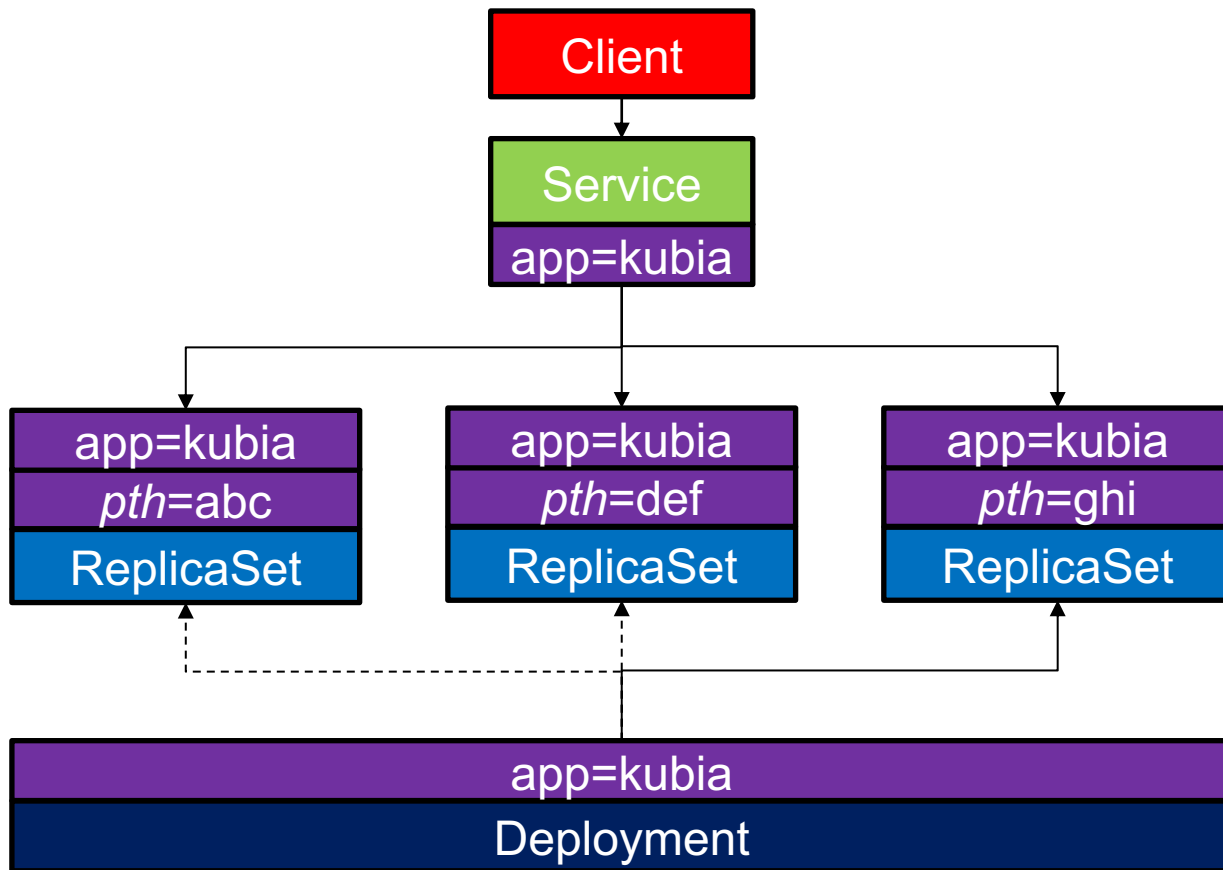 Client
Service
app=kubia
app=kubia
pth=abc
ReplicaSet
app=kubia
pth=def
ReplicaSet
app=kubia
pth=ghi
ReplicaSet
app=kubia
Deployment